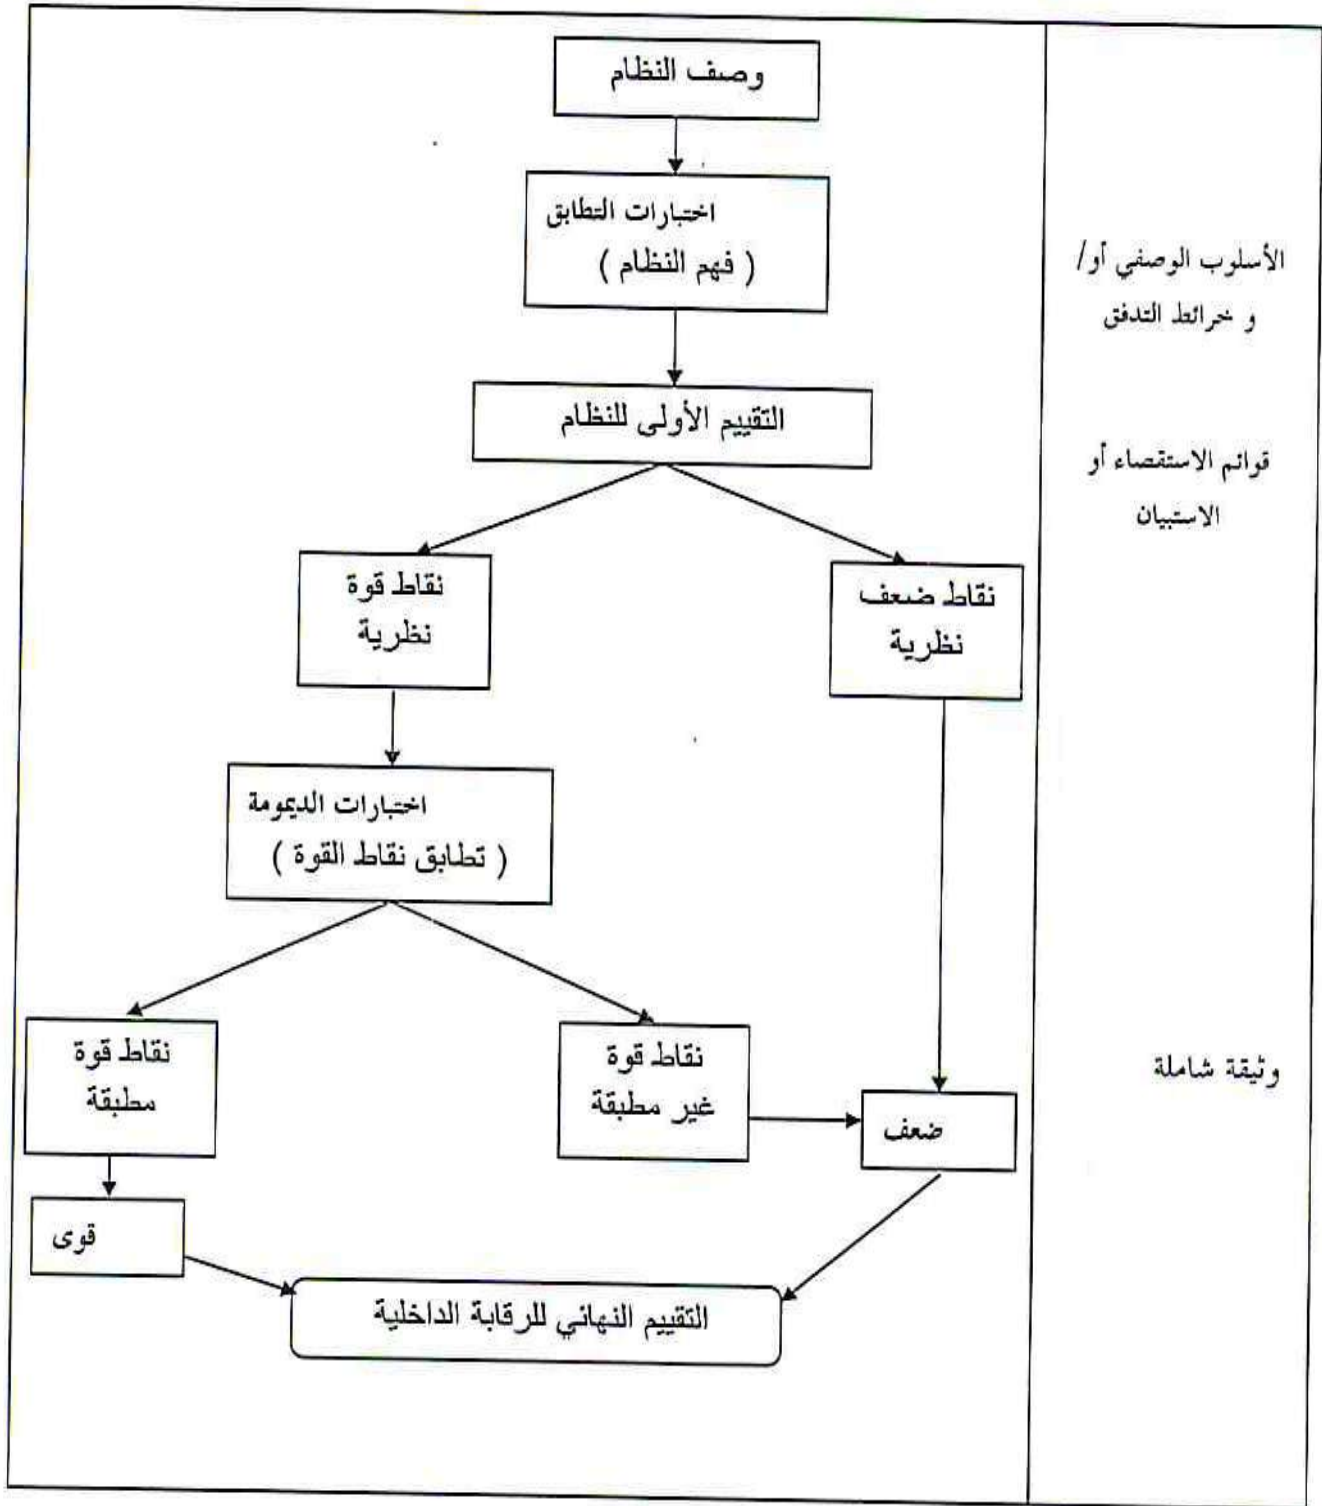 وصف النظام
اختبارات التطابق
( فهم النظام )
الأسلوب الوصفي أو/
و خرائط التدفق
التقييم الأولى للنظام
قوائم الاستقصاء أو
الاستبيان
نقاط ضعف
نظرية
نقاط قوة
نظرية
اختبارات الديمومة
( تطابق نقاط القوة )
نقاط قوة
غير مطبقة
نقاط قوة
مطبقة
وثيقة شاملة
ضعف
قوى
التقييم النهائي للرقابة الداخلية